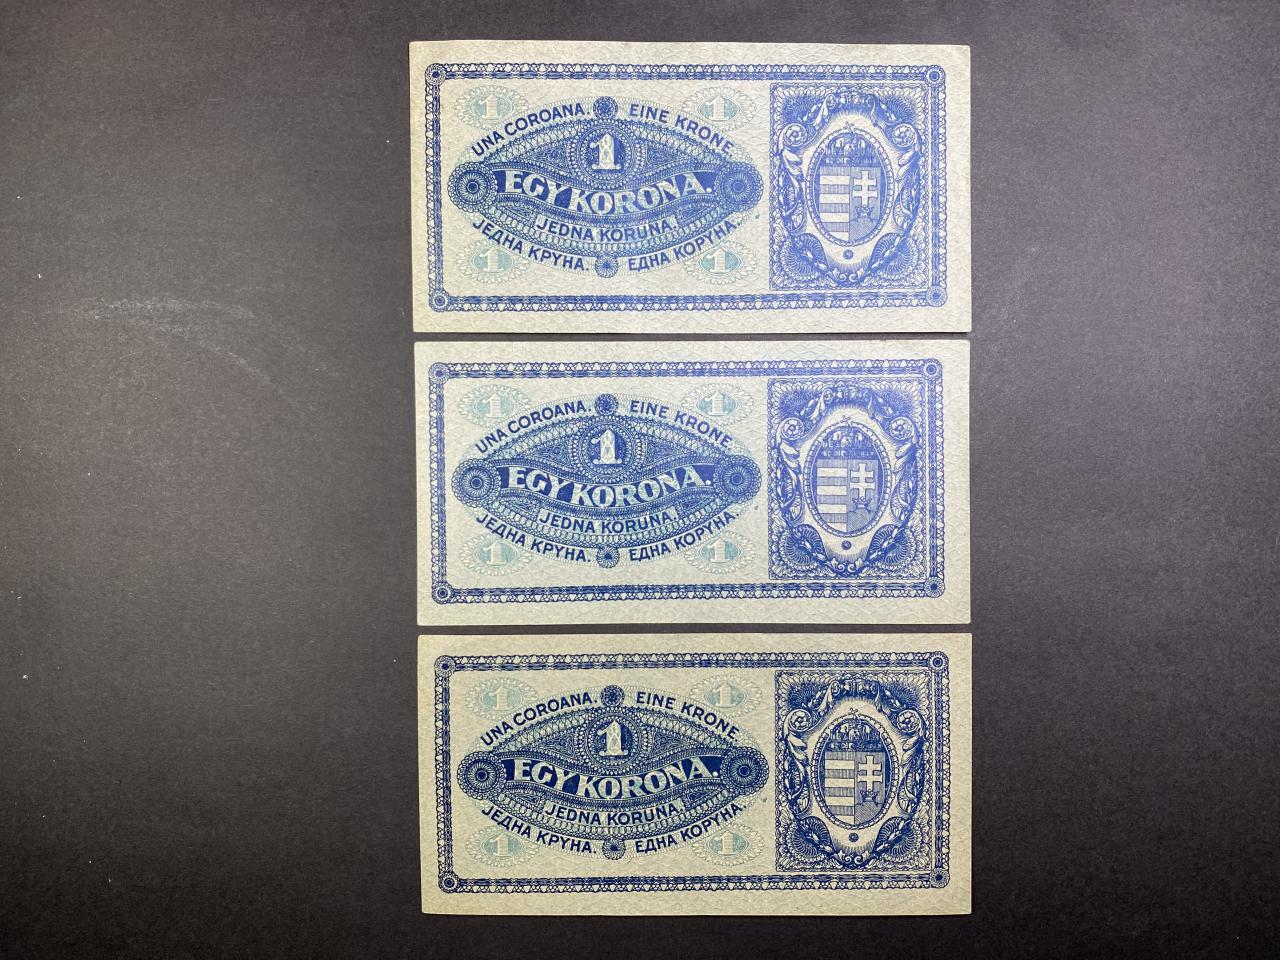 1 1
UNA COROANA. EINE KRONE
1
EGY KORONA.
JEDNA KORUNA.
ЈЕДНА КРУНА. ЕДНА КОРУНА.
1 1
1 1
UNA COROANA. EINE KRONE
1
EGY KORONA.
JEDNA KORUNA.
ЈЕДНА КРУНА. ЕДНА КОРУНА.
1 1
1 1
UNA COROANA. EINE KRONE
1
EGY KORONA.
JEDNA KORUNA.
ЈЕДНА КРУНА. ЕДНА КОРУНА.
1 1